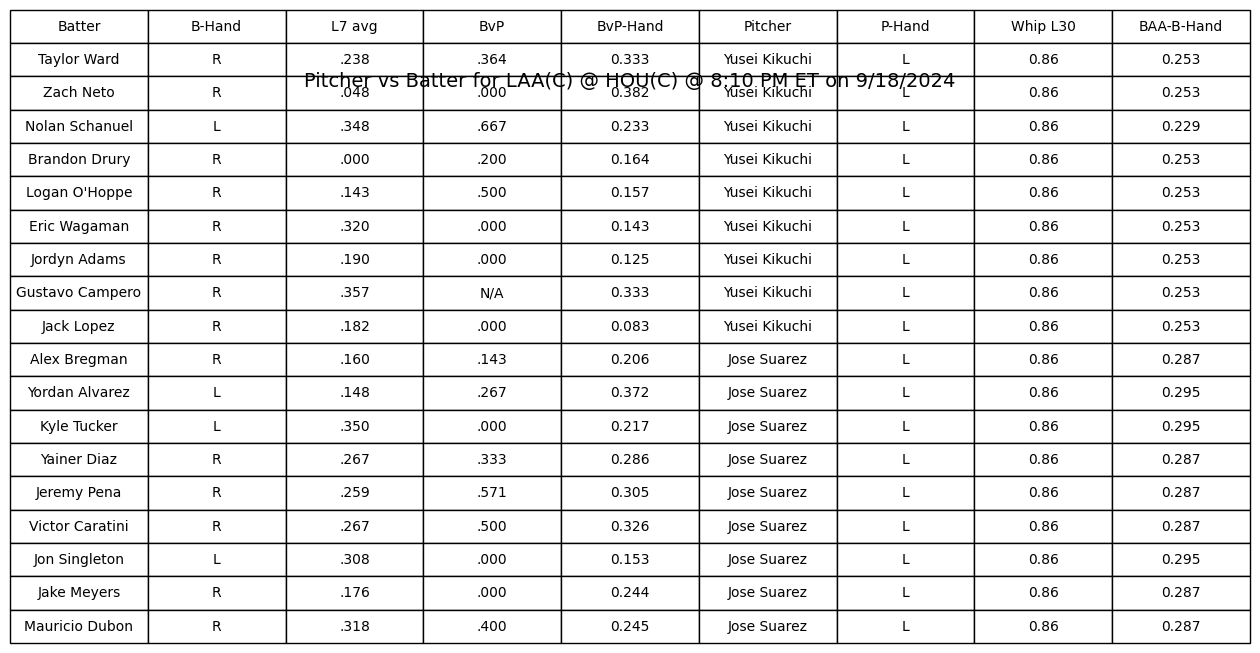 Batter B-Hand L7 avg BvP BvP-Hand Pitcher P-Hand Whip L30 BAA-B-Hand
Taylor Ward R .238 .364 0.333 Yusei Kikuchi L 0.86 0.253
Pitcher vs Batter for LAA(C) @ HOU(C) @ 8:10 PM ET on 9/18/2024
Zach Neto R .048 .000 0.382 Yusei Kikuchi L 0.86 0.253
Nolan Schanuel L .348 .667 0.233 Yusei Kikuchi L 0.86 0.229
Brandon Drury R .000 .200 0.164 Yusei Kikuchi L 0.86 0.253
Logan O'Hoppe R .143 .500 0.157 Yusei Kikuchi L 0.86 0.253
Eric Wagaman R .320 .000 0.143 Yusei Kikuchi L 0.86 0.253
Jordyn Adams R .190 .000 0.125 Yusei Kikuchi L 0.86 0.253
Gustavo Campero R .357 N/A 0.333 Yusei Kikuchi L 0.86 0.253
Jack Lopez R .182 .000 0.083 Yusei Kikuchi L 0.86 0.253
Alex Bregman R .160 .143 0.206 Jose Suarez L 0.86 0.287
Yordan Alvarez L .148 .267 0.372 Jose Suarez L 0.86 0.295
Kyle Tucker L .350 .000 0.217 Jose Suarez L 0.86 0.295
Yainer Diaz R .267 .333 0.286 Jose Suarez L 0.86 0.287
Jeremy Pena R .259 .571 0.305 Jose Suarez L 0.86 0.287
Victor Caratini R .267 .500 0.326 Jose Suarez L 0.86 0.287
Jon Singleton L .308 .000 0.153 Jose Suarez L 0.86 0.295
Jake Meyers R .176 .000 0.244 Jose Suarez L 0.86 0.287
Mauricio Dubon R .318 .400 0.245 Jose Suarez L 0.86 0.287